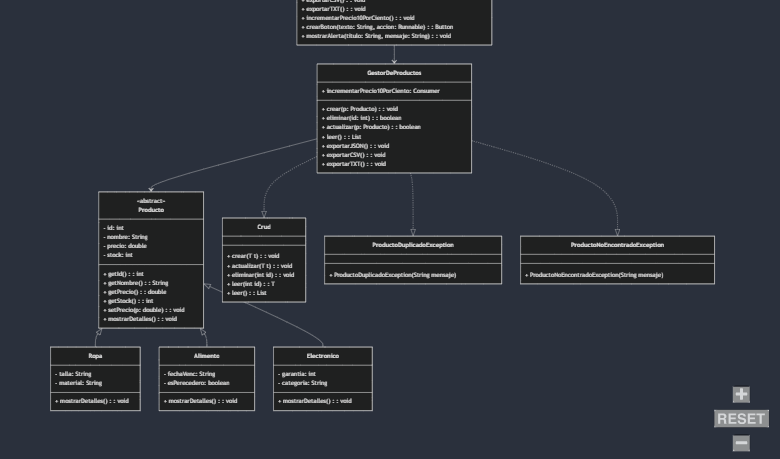 + exportarTXT() : : void
+ incrementarPrecio10PorCiento() : : void
+ crearBoton(texto: String, accion: Runnable) : : Button
+ mostrarAlerta(titulo: String, mensaje: String) : : void
GestorDeProductos
+ incrementarPrecio10PorCiento: Consumer
+ crear(p: Producto) : : void
+ eliminar(id: int) : : boolean
+ actualizar(p: Producto) : : boolean
+ leer() : : List
+ exportarJSON() : : void
+ exportarCSV() : : void
+ exportarTXT() : : void
«abstract»
Producto
- id: int
- nombre: String
- precio: double
- stock: int
+ getId() : : int
+ getNombre() : : String
+ getPrecio() : : double
+ getStock() : : int
+ setPrecio(p: double) : : void
+ mostrarDetalles() : : void
Crud
+ crear(T t) : : void
+ actualizar(T t) : : void
+ eliminar(int id) : : void
+ leer(int id) : : T
+ leer() : : List
ProductoDuplicadoException
+ ProductoDuplicadoException(String mensaje)
ProductoNoEncontradoException
+ ProductoNoEncontradoException(String mensaje)
Ropa
- talla: String
- material: String
+ mostrarDetalles() : : void
Alimento
- fechaVenc: String
- esPerecedero: boolean
+ mostrarDetalles() : : void
Electronico
- garantia: int
- categoria: String
+ mostrarDetalles() : : void
+
RESET
−